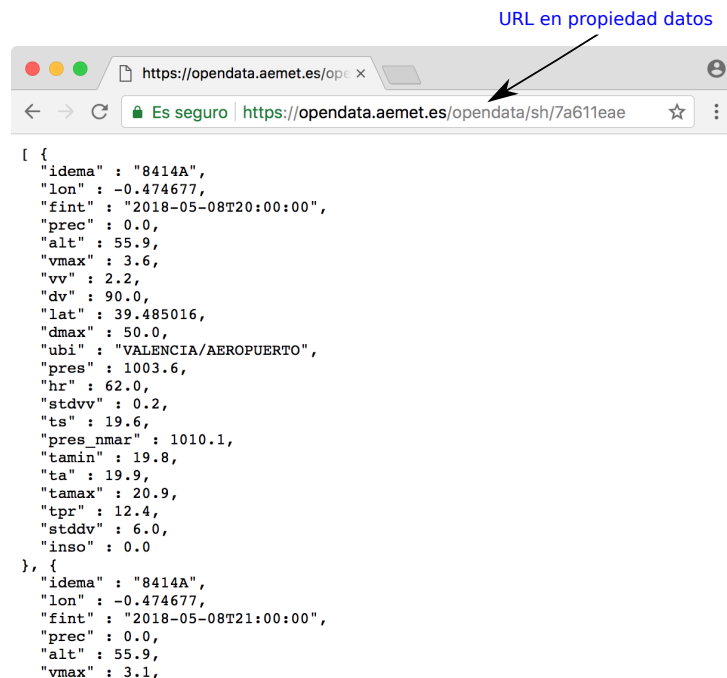 URL en propiedad datos
https://opendata.aemet.es/ope ×
Es seguro | https://opendata.aemet.es/opendata/sh/7a611eae
[ {
  "idema" : "8414A",
  "lon" : -0.474677,
  "fint" : "2018-05-08T20:00:00",
  "prec" : 0.0,
  "alt" : 55.9,
  "vmax" : 3.6,
  "vv" : 2.2,
  "dv" : 90.0,
  "lat" : 39.485016,
  "dmax" : 50.0,
  "ubi" : "VALENCIA/AEROPUERTO",
  "pres" : 1003.6,
  "hr" : 62.0,
  "stdvv" : 0.2,
  "ts" : 19.6,
  "pres_nmar" : 1010.1,
  "tamin" : 19.8,
  "ta" : 19.9,
  "tamax" : 20.9,
  "tpr" : 12.4,
  "stddv" : 6.0,
  "inso" : 0.0
}, {
  "idema" : "8414A",
  "lon" : -0.474677,
  "fint" : "2018-05-08T21:00:00",
  "prec" : 0.0,
  "alt" : 55.9,
  "vmax" : 3.1,